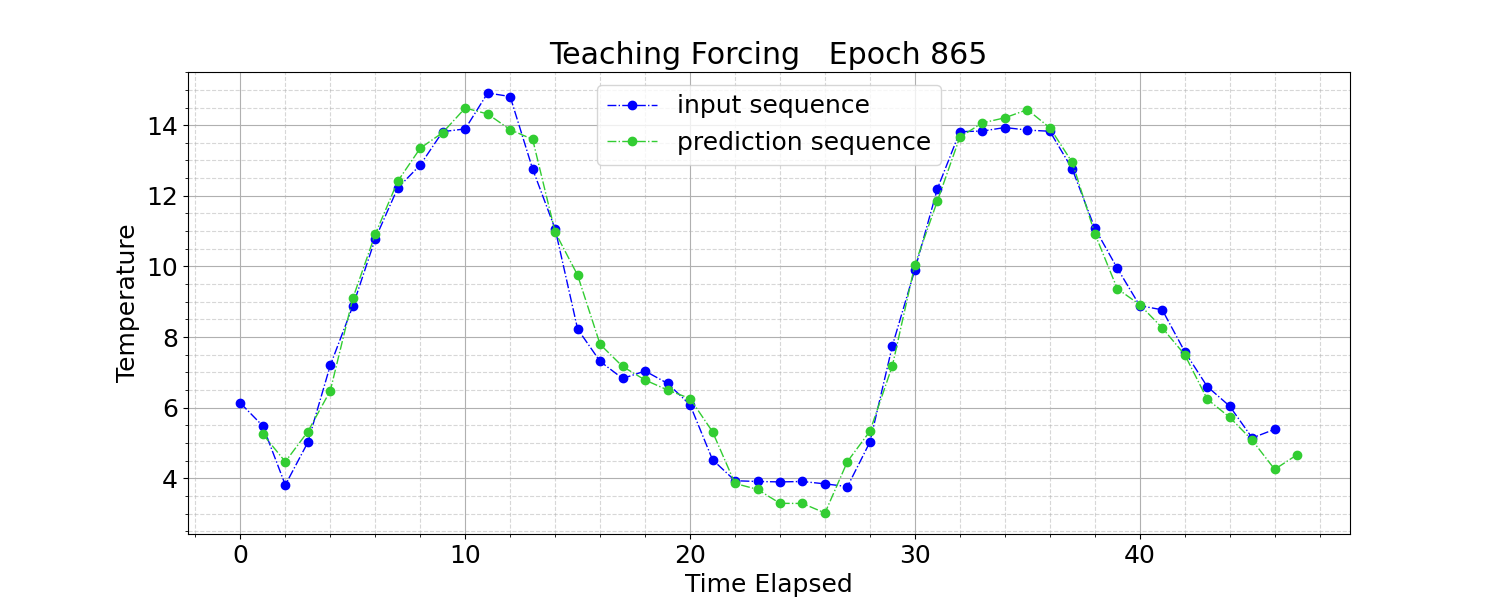 Teaching Forcing   Epoch 865
input sequence
prediction sequence
Temperature
14
12
10
8
6
4
0 10 20 30 40
Time Elapsed